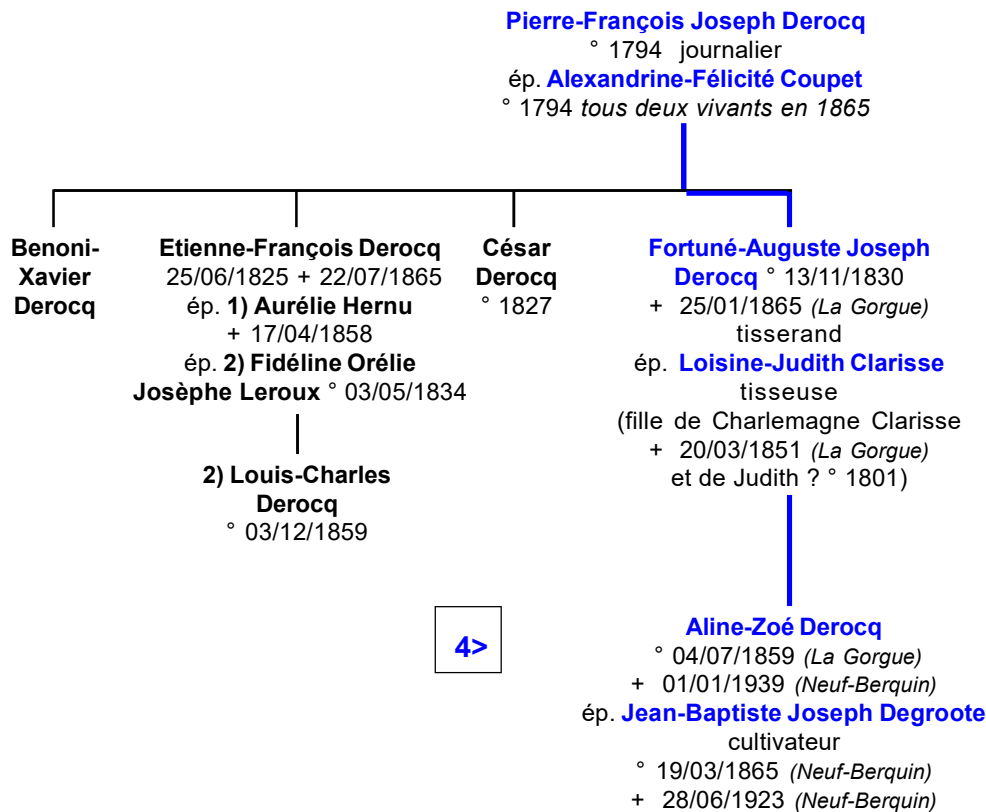 Pierre-François Joseph Derocq
° 1794 journalier
ép. Alexandrine-Félicité Coupet
° 1794 tous deux vivants en 1865
Benoni-
Xavier
Derocq
Etienne-François Derocq
25/06/1825 + 22/07/1865
ép. 1) Aurélie Hernu
+ 17/04/1858
ép. 2) Fidéline Orélie
Josèphe Leroux ° 03/05/1834
2) Louis-Charles
Derocq
° 03/12/1859
César
Derocq
° 1827
Fortuné-Auguste Joseph
Derocq ° 13/11/1830
+ 25/01/1865 (La Gorgue)
tisserand
ép. Loisine-Judith Clarisse
tisseuse
(fille de Charlemagne Clarisse
+ 20/03/1851 (La Gorgue)
et de Judith ? ° 1801)
4>
Aline-Zoé Derocq
° 04/07/1859 (La Gorgue)
+ 01/01/1939 (Neuf-Berquin)
ép. Jean-Baptiste Joseph Degroote
cultivateur
° 19/03/1865 (Neuf-Berquin)
+ 28/06/1923 (Neuf-Berquin)